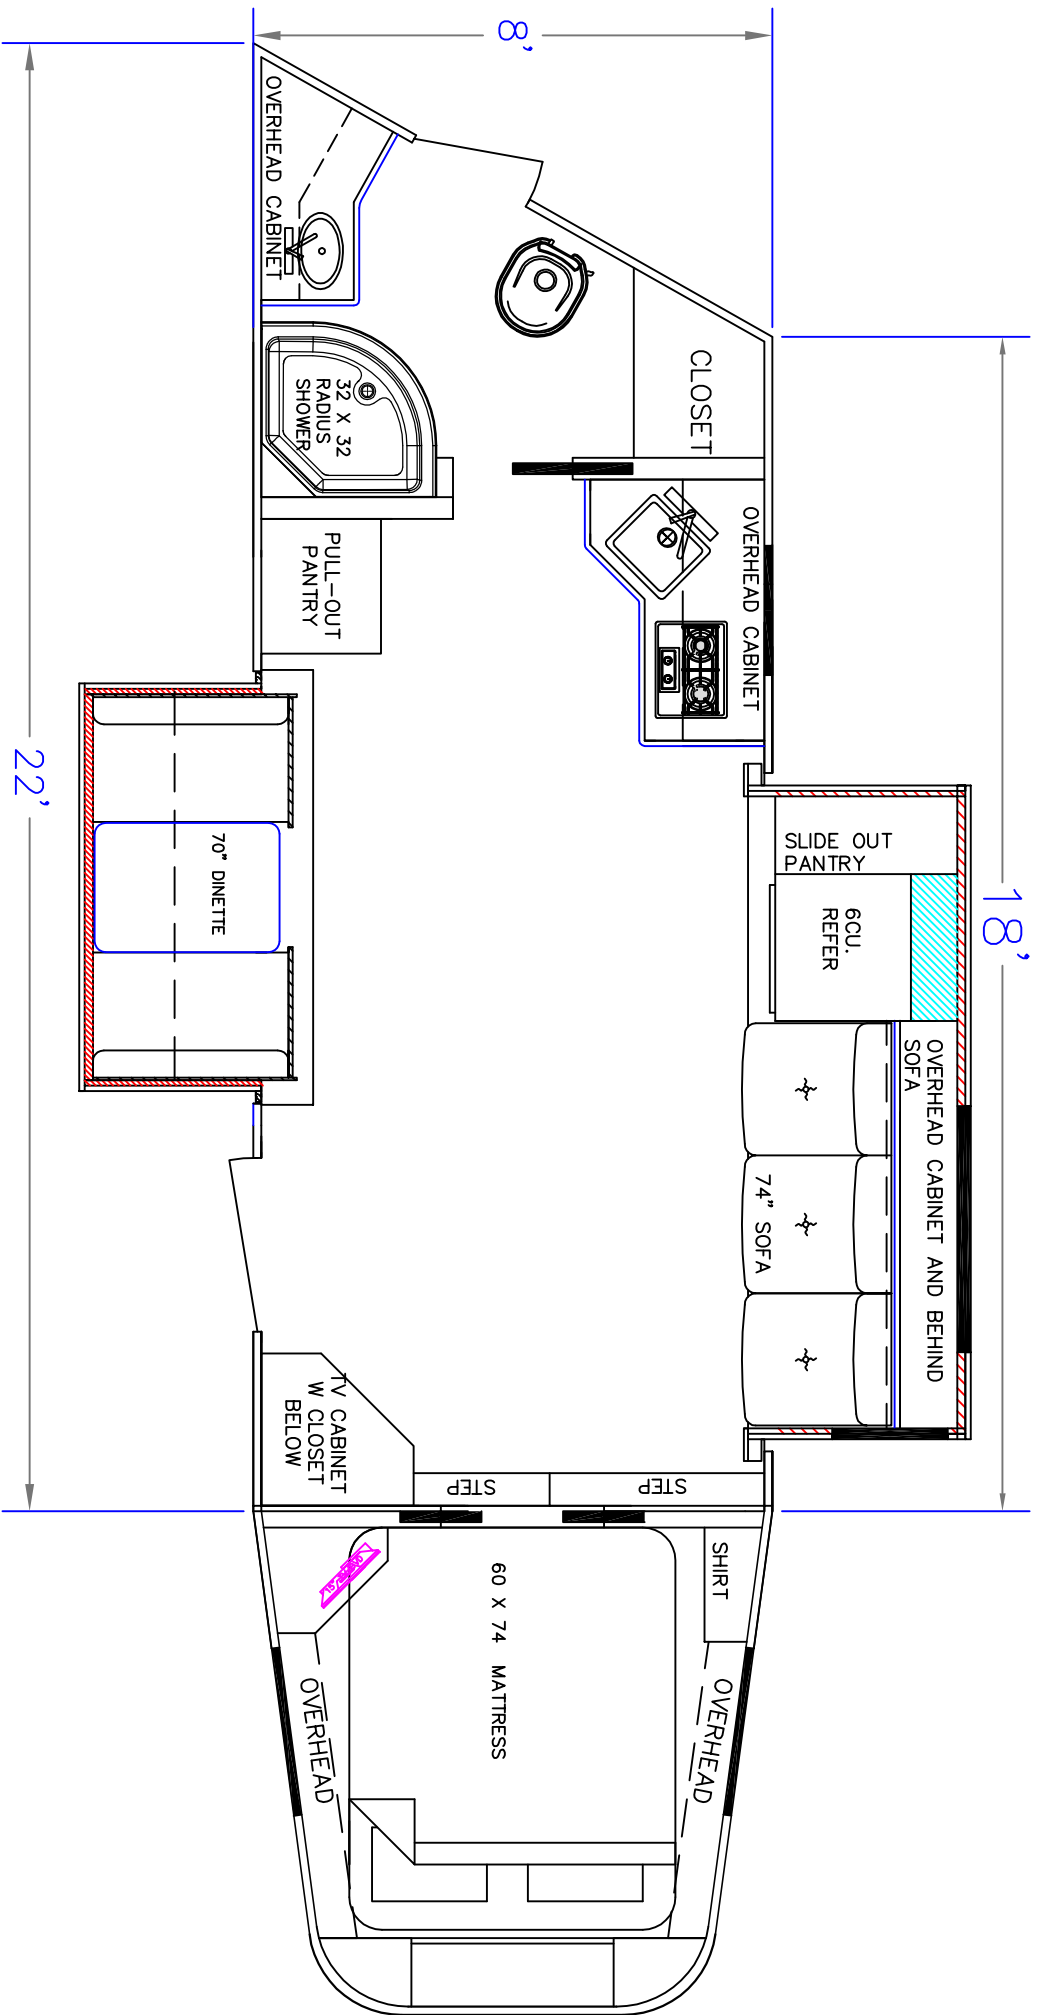 8'
22'
18'
OVERHEAD CABINET
CLOSET
32 X 32
RADIUS
SHOWER
OVERHEAD CABINET
PULL-OUT
PANTRY
SLIDE OUT
PANTRY
6CU.
REFER
70" DINETTE
OVERHEAD CABINET AND BEHIND
SOFA
74" SOFA
TV CABINET
W CLOSET
BELOW
STEP
STEP
SHIRT
60 X 74 MATTRESS
OVERHEAD
OVERHEAD